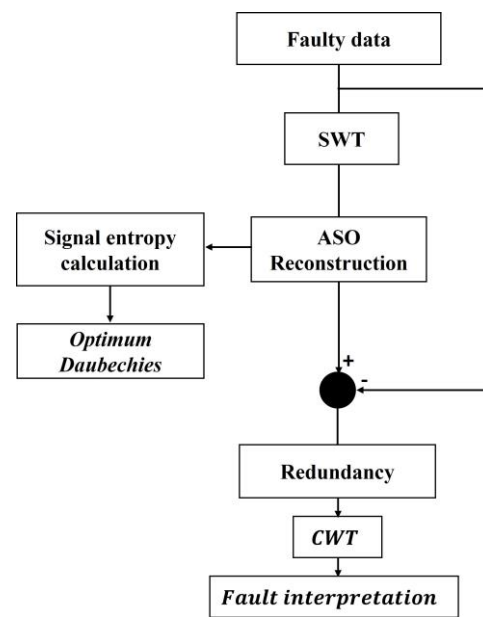 Faulty data
SWT
Signal entropy
calculation
ASO
Reconstruction
Optimum
Daubechies
+
-
Redundancy
CWT
Fault interpretation